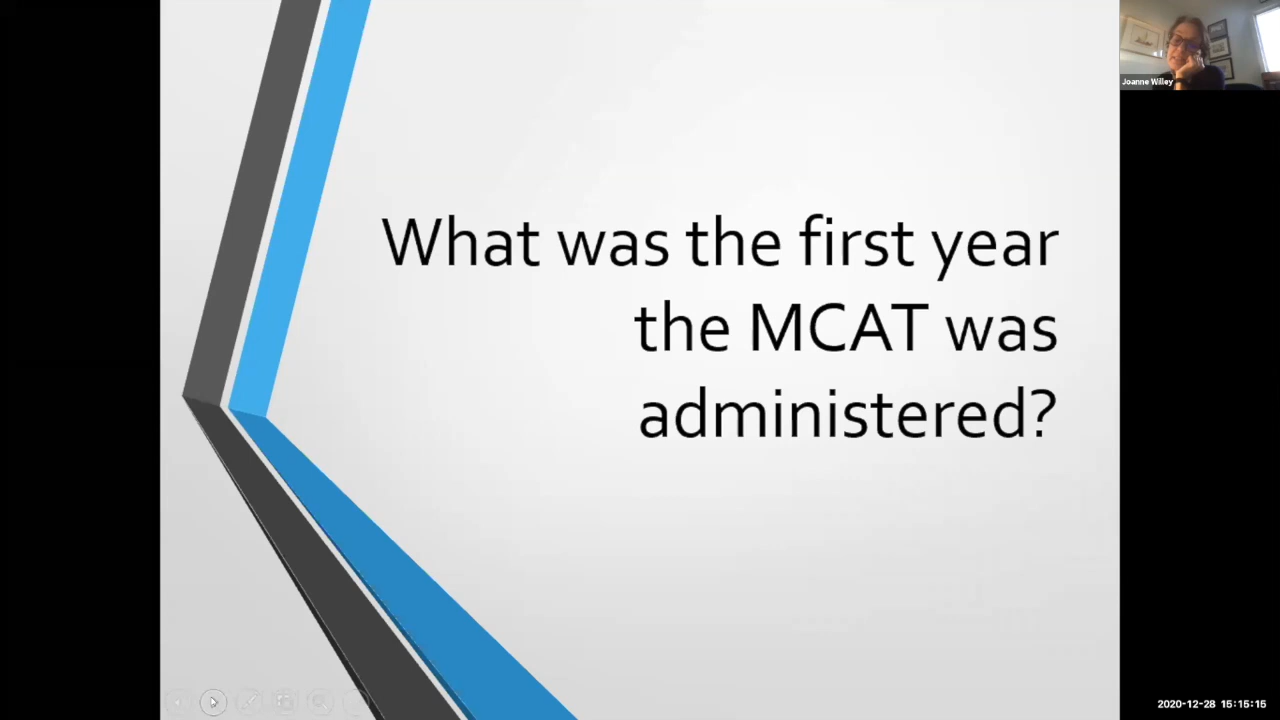 What was the first year
the MCAT was
administered?
Joanne Willey
2020-12-28 15:15:15